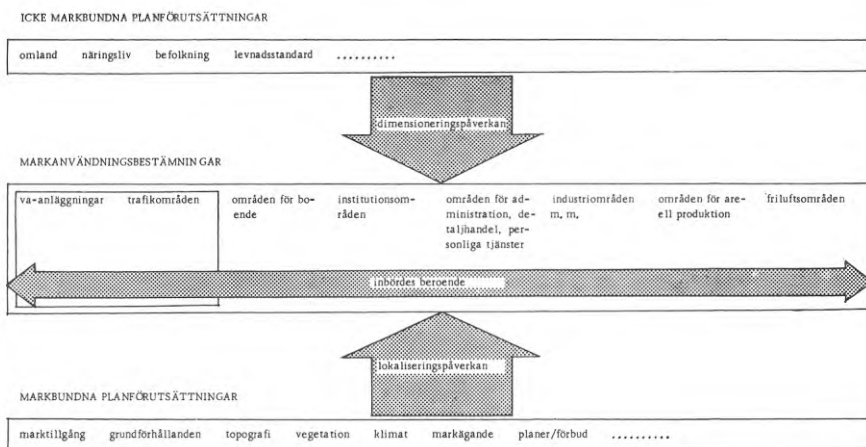 ICKE MARKBUNDNA PLANFÖRUTSÄTTNINGAR
omland näringsliv befolkning levnadsstandard ..........
dimensioneringspåverkan
MARKANVÄNDNINGSBESTÄMNINGAR
va-anläggningar trafikområden områden för bo- institutionsom- områden för ad- industriområden områden för are- friluftsområden
ende råden ministration, de- m. m. ell produktion
taljhandel, per-
sonliga tjänster
inbördes beroende
lokaliseringspåverkan
MARKBUNDNA PLANFÖRUTSÄTTNINGAR
marktillgång grundförhållanden topografi vegetation klimat markägande planer/förbud ..........